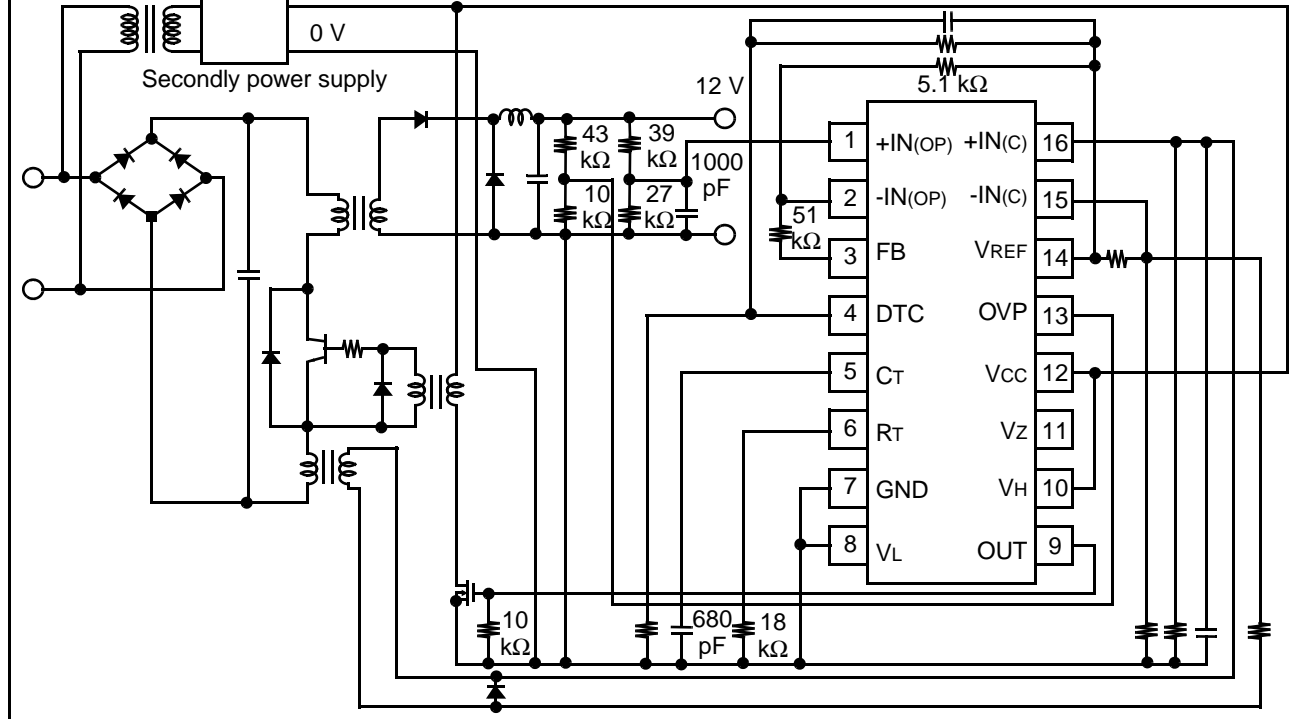 0 V
Secondly power supply
12 V
5.1 kΩ
43
kΩ
39
kΩ
1000
pF
10
kΩ
27
kΩ
51
kΩ
1 +IN(OP) +IN(C) 16
2 -IN(OP) -IN(C) 15
3 FB VREF 14
4 DTC OVP 13
5 CT VCC 12
6 RT VZ 11
7 GND VH 10
8 VL OUT 9
10
kΩ
680
pF
18
kΩ